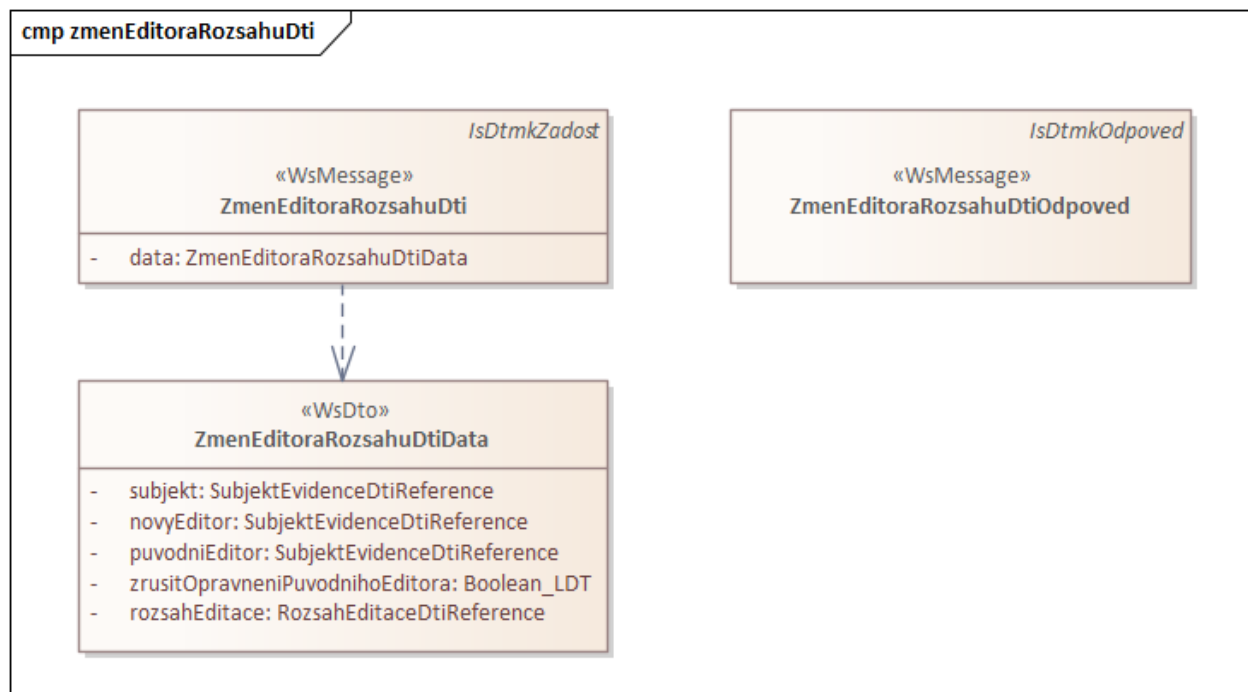 cmp zmenEditoraRozsahuDti
IsDtmkZadost
«WsMessage»
ZmenEditoraRozsahuDti
- data: ZmenEditoraRozsahuDtiData
IsDtmkOdpoved
«WsMessage»
ZmenEditoraRozsahuDtiOdpoved
«WsDto»
ZmenEditoraRozsahuDtiData
- subjekt: SubjektEvidenceDtiReference
- novyEditor: SubjektEvidenceDtiReference
- puvodniEditor: SubjektEvidenceDtiReference
- zrusitOpravneniPuvodnihoEditora: Boolean_LDT
- rozsahEditace: RozsahEditaceDtiReference